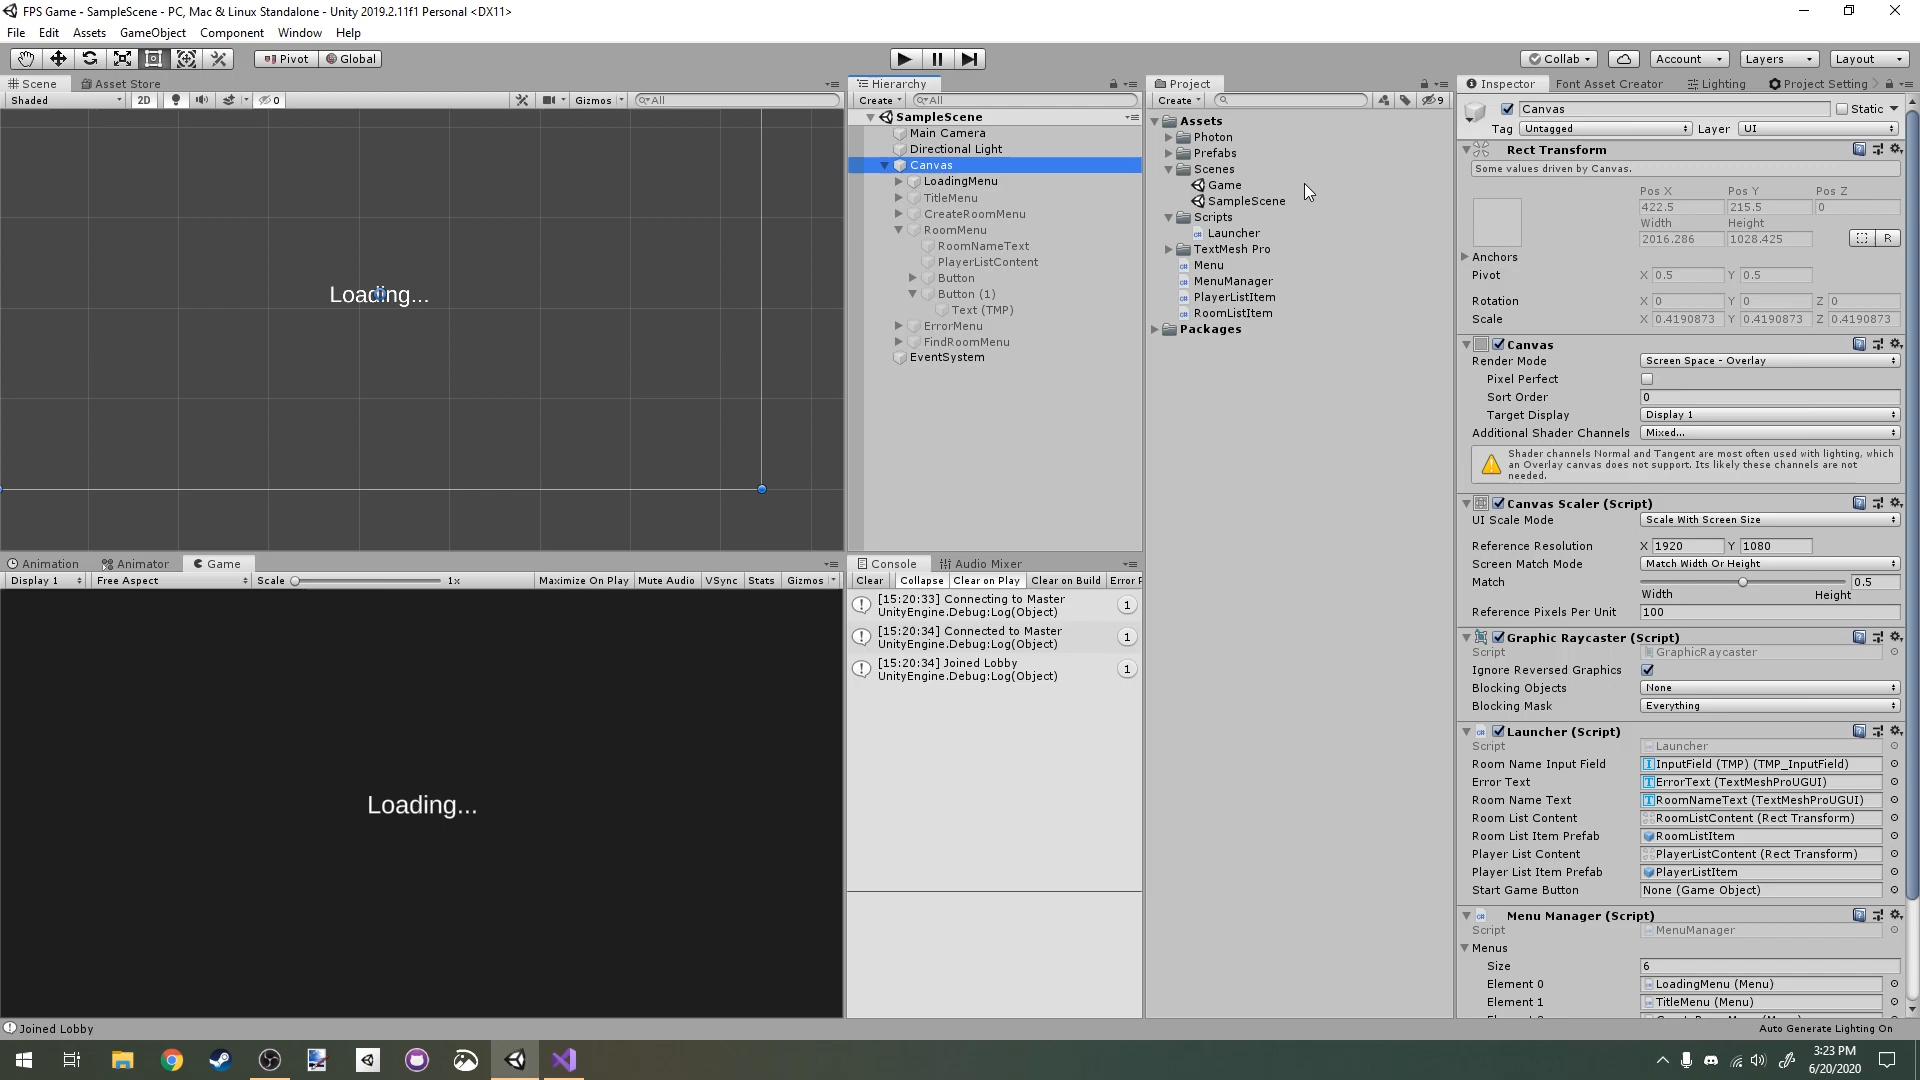 FPS Game - SampleScene - PC, Mac & Linux Standalone - Unity 2019.2.11f1 Personal <DX11>
File Edit Assets GameObject Component Window Help
Pivot Global Collab Account Layers Layout
Scene Asset Store
Shaded 2D 0 Gizmos All
Loading...
Animation Animator Game
Display 1 Free Aspect Scale 1x Maximize On Play Mute Audio VSync Stats Gizmos
Loading...
Hierarchy
Create All
SampleScene
Main Camera
Directional Light
Canvas
LoadingMenu
TitleMenu
CreateRoomMenu
RoomMenu
RoomNameText
PlayerListContent
Button
Button (1)
Text (TMP)
ErrorMenu
FindRoomMenu
EventSystem
Console Audio Mixer
Clear Collapse Clear on Play Clear on Build Error P
[15:20:33] Connecting to Master 1
UnityEngine.Debug:Log(Object)
[15:20:34] Connected to Master 1
UnityEngine.Debug:Log(Object)
[15:20:34] Joined Lobby 1
UnityEngine.Debug:Log(Object)
Project
Create 9
Assets
Photon
Prefabs
Scenes
Game
SampleScene
Scripts
Launcher
TextMesh Pro
Menu
MenuManager
PlayerListItem
RoomListItem
Packages
Inspector Font Asset Creator Lighting Project Setting
Canvas Static
Tag Untagged Layer UI
Rect Transform
Some values driven by Canvas.
Pos X Pos Y Pos Z
422.5 215.5 0
Width Height
2016.286 1028.425 R
Anchors
Pivot X 0.5 Y 0.5
Rotation X 0 Y 0 Z 0
Scale X 0.4190873 Y 0.4190873 Z 0.4190873
Canvas
Render Mode Screen Space - Overlay
Pixel Perfect
Sort Order 0
Target Display Display 1
Additional Shader Channels Mixed...
Shader channels Normal and Tangent are most often used with lighting, which
an Overlay canvas does not support. Its likely these channels are not
needed.
Canvas Scaler (Script)
UI Scale Mode Scale With Screen Size
Reference Resolution X 1920 Y 1080
Screen Match Mode Match Width Or Height
Match 0.5
Width Height
Reference Pixels Per Unit 100
Graphic Raycaster (Script)
Script GraphicRaycaster
Ignore Reversed Graphics
Blocking Objects None
Blocking Mask Everything
Launcher (Script)
Script Launcher
Room Name Input Field InputField (TMP) (TMP_InputField)
Error Text ErrorText (TextMeshProUGUI)
Room Name Text RoomNameText (TextMeshProUGUI)
Room List Content RoomListContent (Rect Transform)
Room List Item Prefab RoomListItem
Player List Content PlayerListContent (Rect Transform)
Player List Item Prefab PlayerListItem
Start Game Button None (Game Object)
Menu Manager (Script)
Script MenuManager
Menus
Size 6
Element 0 LoadingMenu (Menu)
Element 1 TitleMenu (Menu)
Joined Lobby Auto Generate Lighting On
3:23 PM
6/20/2020